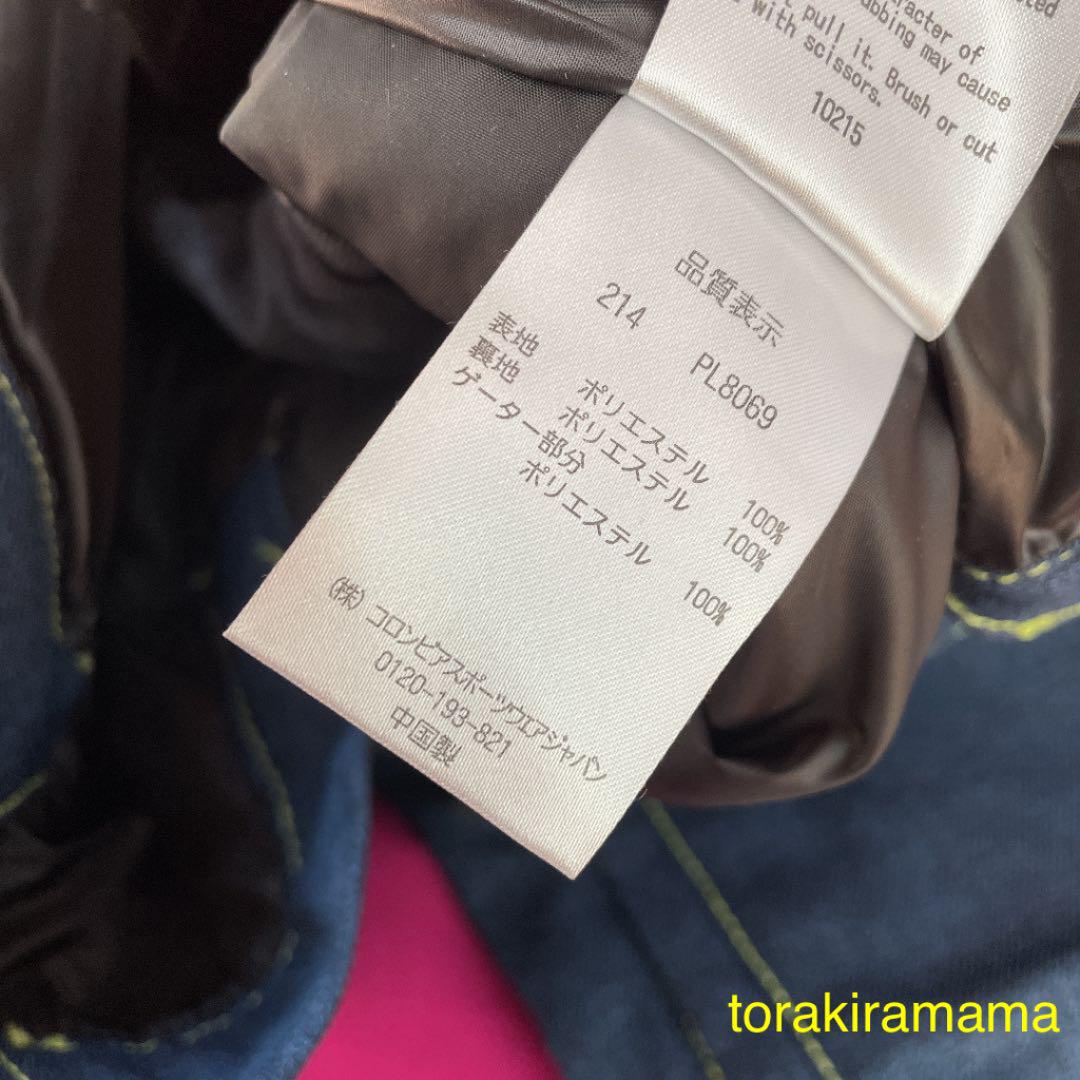 racter of
ubbing may cause
t pull it. Brush or cut
with scissors.
10215
品質表示
214 PL8069
表地 ポリエステル 100%
裏地 ポリエステル 100%
ゲーター部分
ポリエステル 100%
(株) コロンビアスポーツウエアジャパン
0120-193-821
中国製
torakiramama